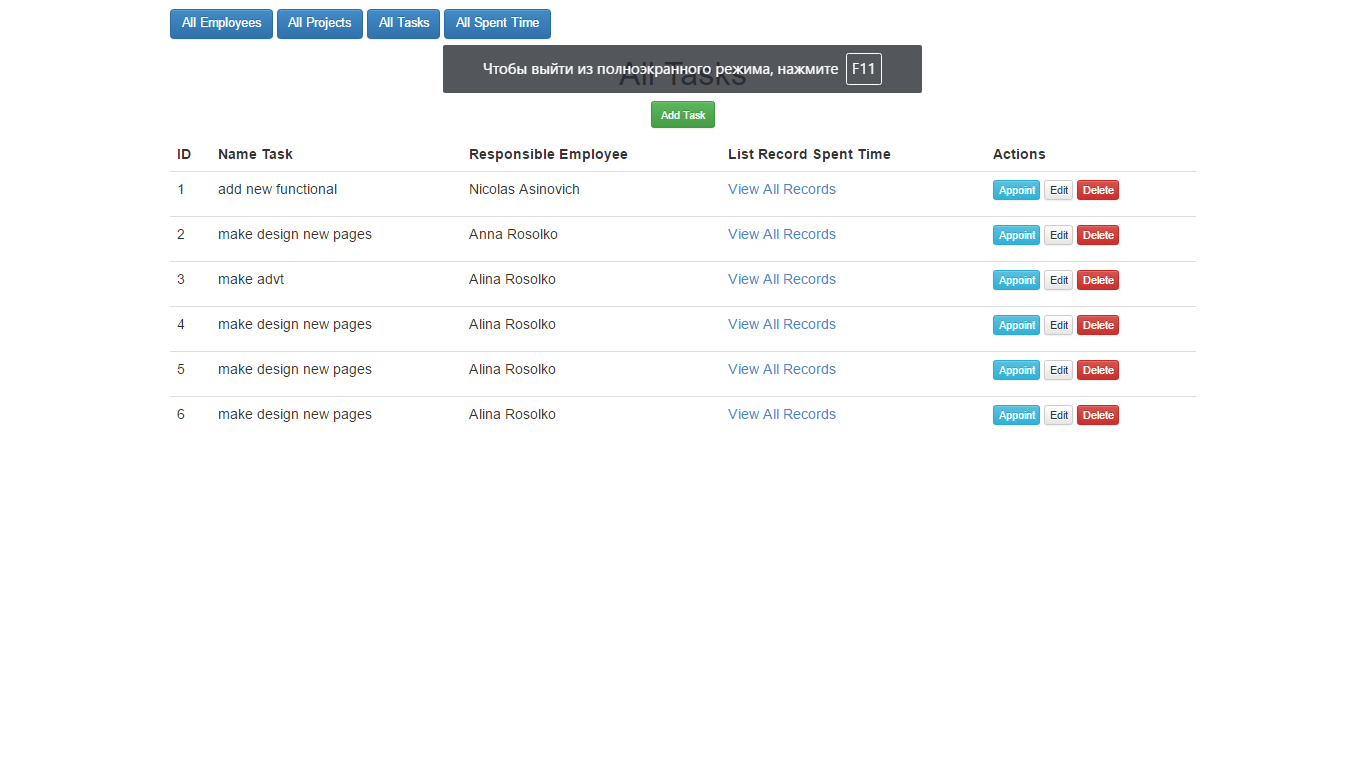 All Employees All Projects All Tasks All Spent Time
Чтобы выйти из полноэкранного режима, нажмите F11
All Tasks
Add Task
ID Name Task Responsible Employee List Record Spent Time Actions
1 add new functional Nicolas Asinovich View All Records Appoint Edit Delete
2 make design new pages Anna Rosolko View All Records Appoint Edit Delete
3 make advt Alina Rosolko View All Records Appoint Edit Delete
4 make design new pages Alina Rosolko View All Records Appoint Edit Delete
5 make design new pages Alina Rosolko View All Records Appoint Edit Delete
6 make design new pages Alina Rosolko View All Records Appoint Edit Delete